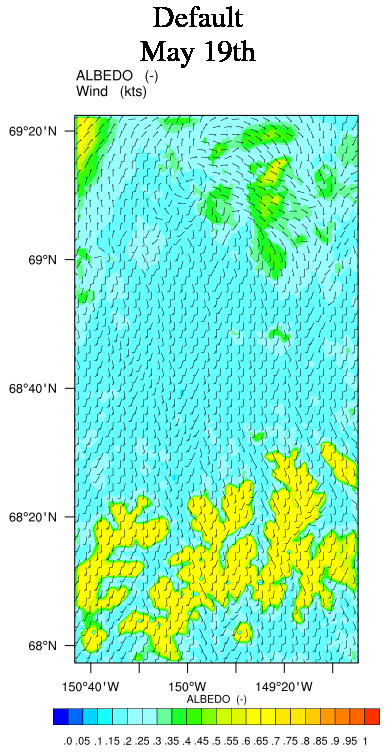 Default
May 19th
ALBEDO (-)
Wind (kts)
69°20'N
69°N
68°40'N
68°20'N
68°N
150°40'W 150°W 149°20'W
ALBEDO (-)
.0 .05 .1 .15 .2 .25 .3 .35 .4 .45 .5 .55 .6 .65 .7 .75 .8 .85 .9 .95 1